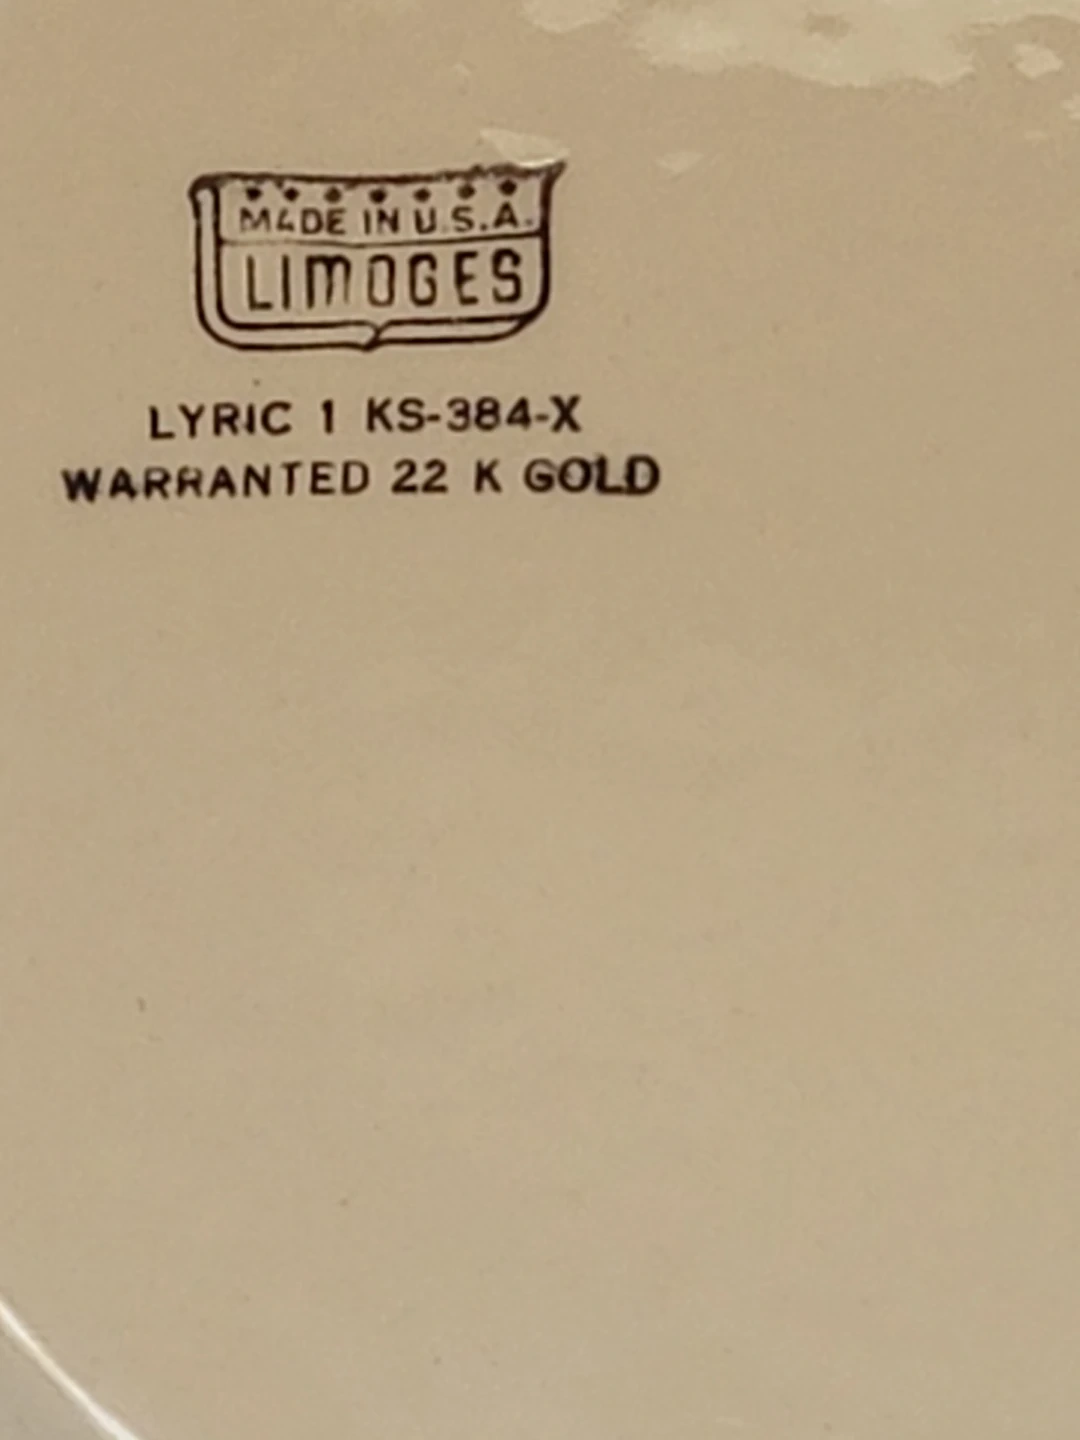 MADE IN U.S.A.
LIMOGES
LYRIC 1 KS-384-X
WARRANTED 22 K GOLD